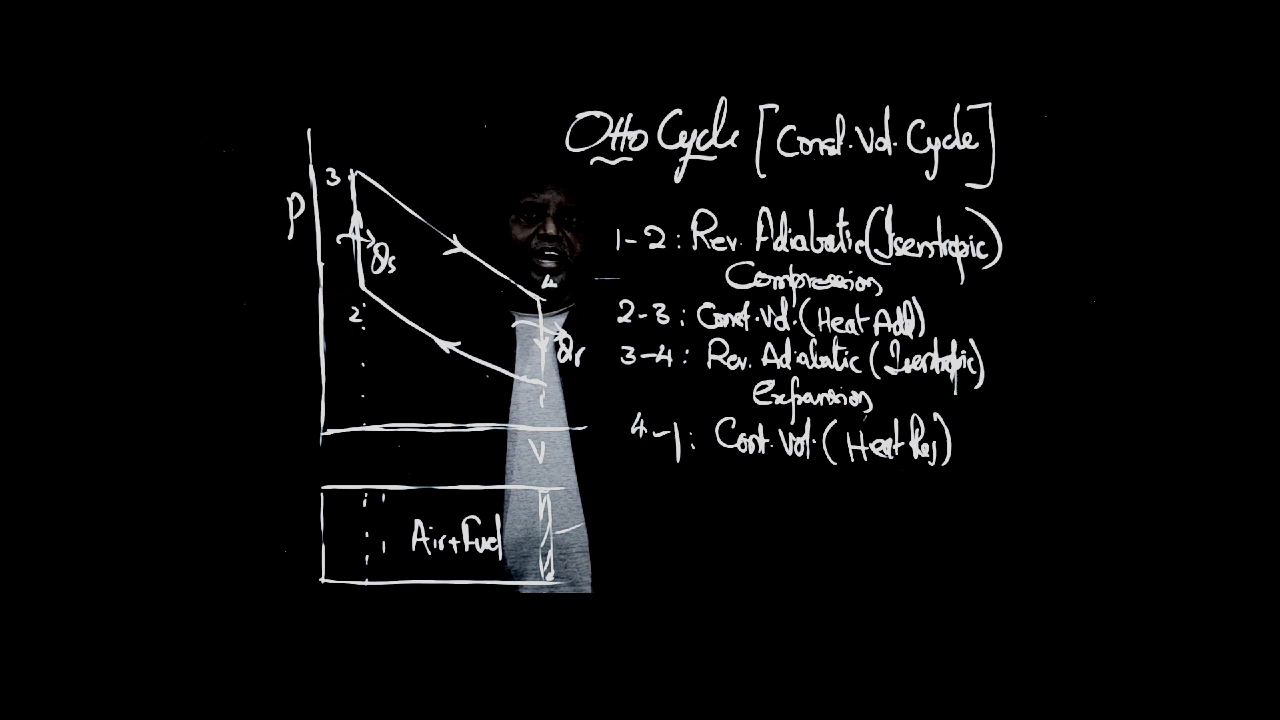 Otto Cycle [Const. Vol. Cycle]
1-2: Rev. Adiabatic (Isentropic)
Compression
2-3: Const. Vol. (Heat Add)
3-4: Rev. Adiabatic (Isentropic)
Expansion
4-1: Const. Vol. (Heat Rej)
P
3
Qs
2
4
Qr
1
V
Air+Fuel